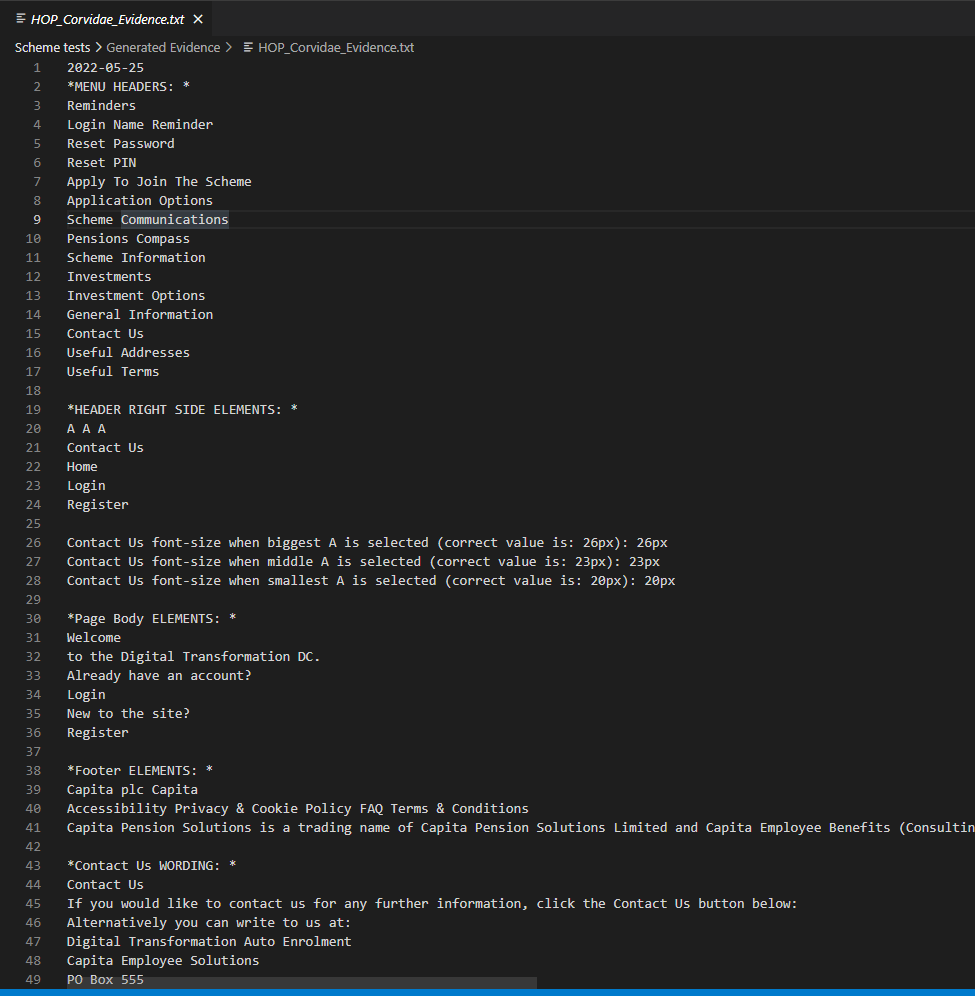 HOP_Corvidae_Evidence.txt
Scheme tests > Generated Evidence > HOP_Corvidae_Evidence.txt
1 2022-05-25
2 *MENU HEADERS: *
3 Reminders
4 Login Name Reminder
5 Reset Password
6 Reset PIN
7 Apply To Join The Scheme
8 Application Options
9 Scheme Communications
10 Pensions Compass
11 Scheme Information
12 Investments
13 Investment Options
14 General Information
15 Contact Us
16 Useful Addresses
17 Useful Terms
18
19 *HEADER RIGHT SIDE ELEMENTS: *
20 A A A
21 Contact Us
22 Home
23 Login
24 Register
25
26 Contact Us font-size when biggest A is selected (correct value is: 26px): 26px
27 Contact Us font-size when middle A is selected (correct value is: 23px): 23px
28 Contact Us font-size when smallest A is selected (correct value is: 20px): 20px
29
30 *Page Body ELEMENTS: *
31 Welcome
32 to the Digital Transformation DC.
33 Already have an account?
34 Login
35 New to the site?
36 Register
37
38 *Footer ELEMENTS: *
39 Capita plc Capita
40 Accessibility Privacy & Cookie Policy FAQ Terms & Conditions
41 Capita Pension Solutions is a trading name of Capita Pension Solutions Limited and Capita Employee Benefits (Consultin
42
43 *Contact Us WORDING: *
44 Contact Us
45 If you would like to contact us for any further information, click the Contact Us button below:
46 Alternatively you can write to us at:
47 Digital Transformation Auto Enrolment
48 Capita Employee Solutions
49 PO Box 555